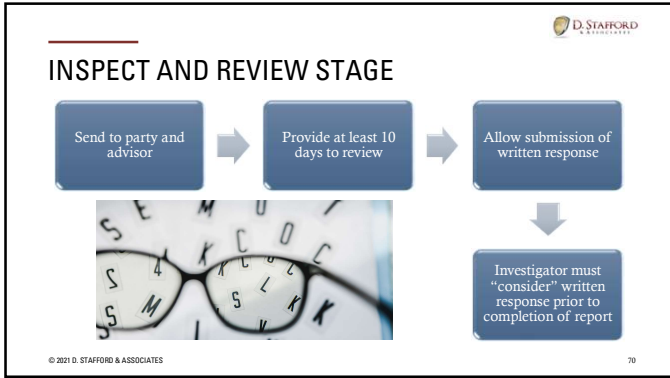 D. STAFFORD
& ASSOCIATES
INSPECT AND REVIEW STAGE
Send to party and
advisor
Provide at least 10
days to review
Allow submission of
written response
Investigator must
“consider” written
response prior to
completion of report
© 2021 D. STAFFORD & ASSOCIATES
70